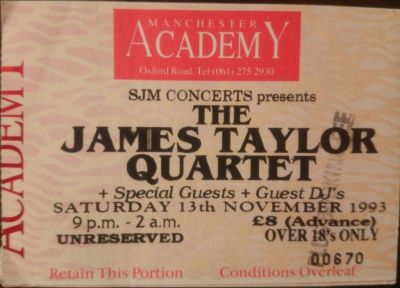 ACADEMY
MANCHESTER
ACADEMY
Oxford Road. Tel:(061) 275 2930
SJM CONCERTS presents
THE
JAMES TAYLOR
QUARTET
+ Special Guests + Guest DJ's
SATURDAY 13th NOVEMBER 1993
9 p.m. - 2 a.m.
£8 (Advance)
UNRESERVED
OVER 18's ONLY
00670
Retain This Portion
Conditions Overleaf